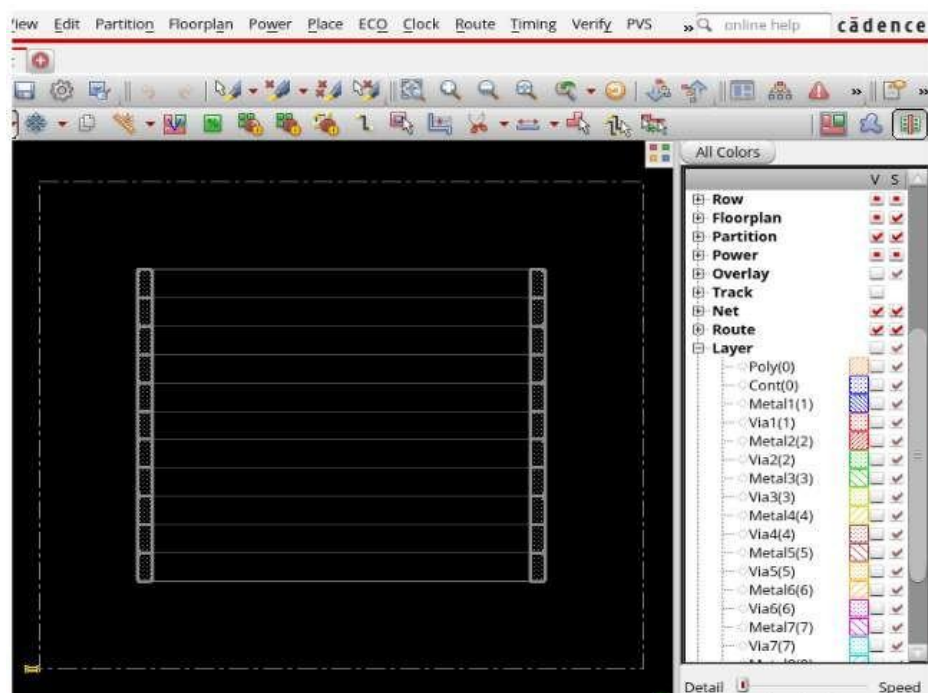 View Edit Partition Floorplan Power Place ECO Clock Route Timing Verify PVS » online help cādence
» »
All Colors
V S
Row
Floorplan
Partition
Power
Overlay
Track
Net
Route
Layer
Poly(0)
Cont(0)
Metal1(1)
Via1(1)
Metal2(2)
Via2(2)
Metal3(3)
Via3(3)
Metal4(4)
Via4(4)
Metal5(5)
Via5(5)
Metal6(6)
Via6(6)
Metal7(7)
Via7(7)
Detail Speed